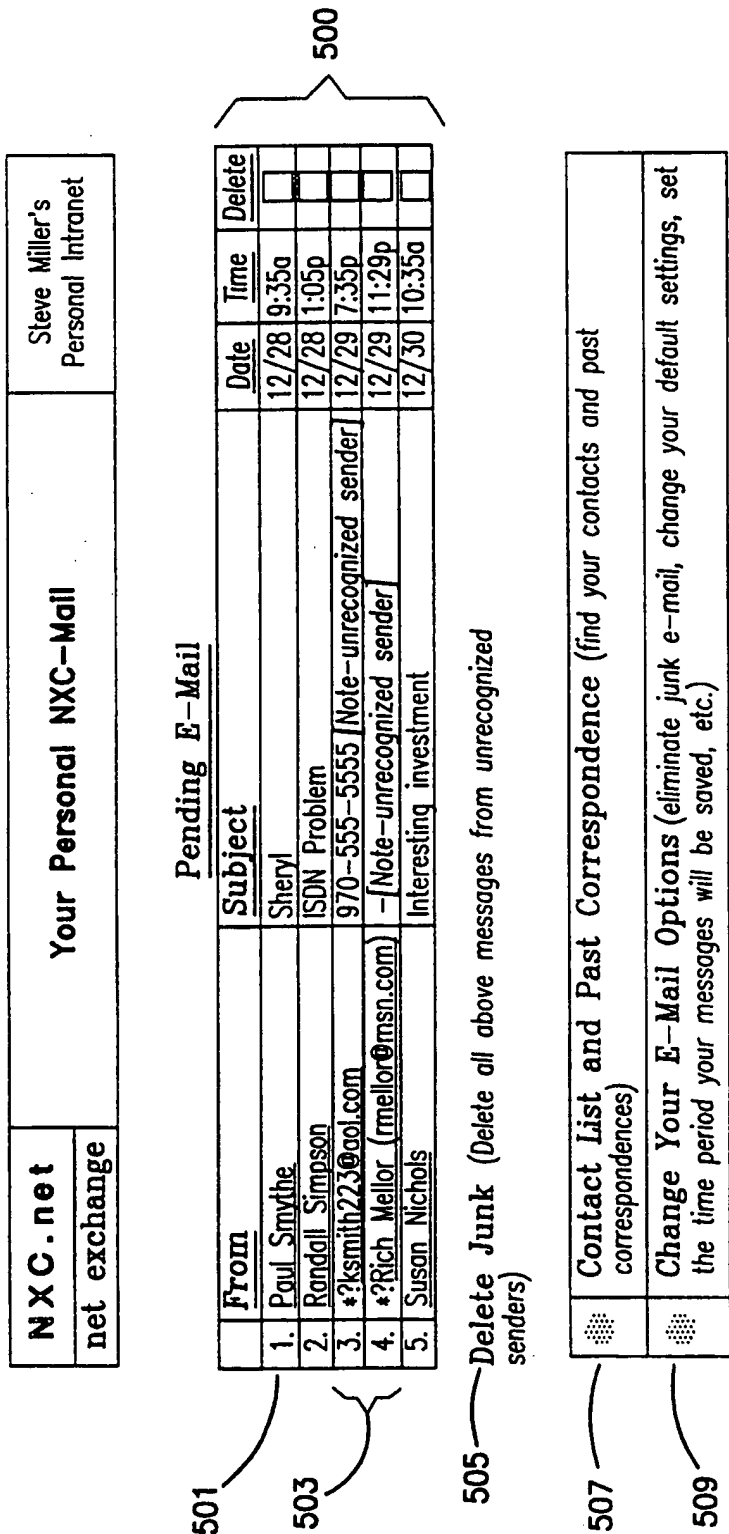 NXC.net
net exchange
Your Personal NXC-Mail
Steve Miller's
Personal Intranet
Pending E-Mail
From Subject Date Time Delete
1. Paul Smythe Sheryl 12/28 9:35a
2. Randall Simpson ISDN Problem 12/28 1:05p
3. *?ksmith223@aol.com 970-555-5555 [Note-unrecognized sender] 12/29 7:35p
4. *?Rich Mellor (rmellor@msn.com) -[Note-unrecognized sender] 12/29 11:29p
5. Susan Nichols Interesting investment 12/30 10:35a
500
501
503
505
Delete Junk (Delete all above messages from unrecognized
senders)
507
Contact List and Past Correspondence (find your contacts and past
correspondences)
509
Change Your E-Mail Options (eliminate junk e-mail, change your default settings, set
the time period your messages will be saved, etc.)